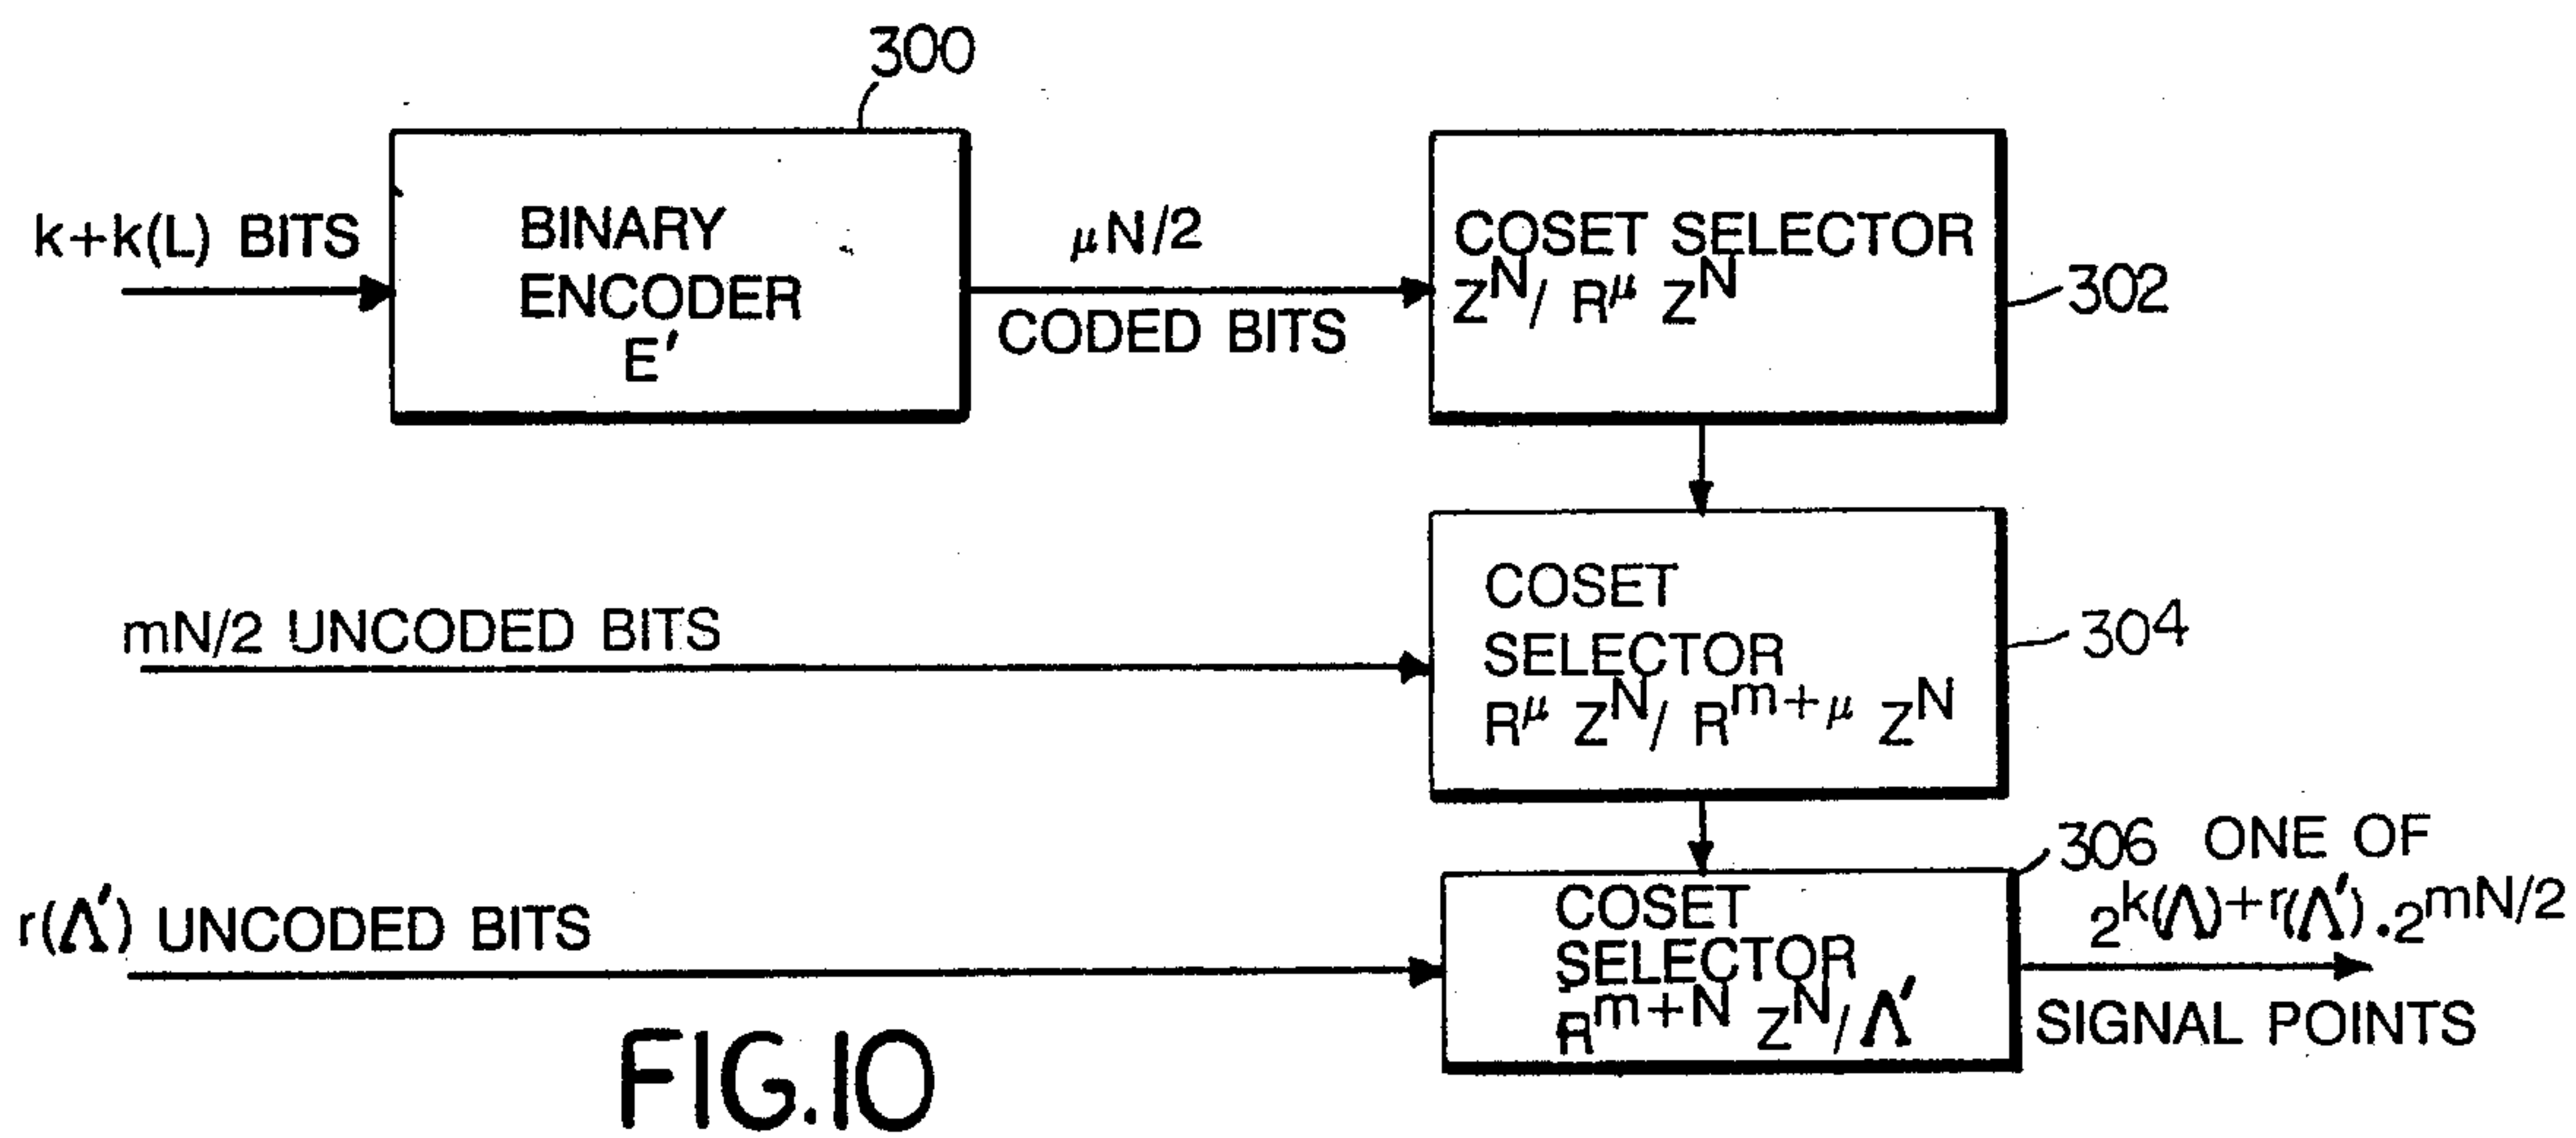 300
k+k(L) BITS
BINARY
ENCODER
E′
μN/2
CODED BITS
COSET SELECTOR
Z^N/ R^μ Z^N
302
mN/2 UNCODED BITS
COSET
SELECTOR
R^μ Z^N/ R^m+μ Z^N
304
r(Λ′) UNCODED BITS
COSET
SELECTOR
R^m+N Z^N/Λ′
306 ONE OF
2^k(Λ)+r(Λ′).2^mN/2
SIGNAL POINTS
FIG.10